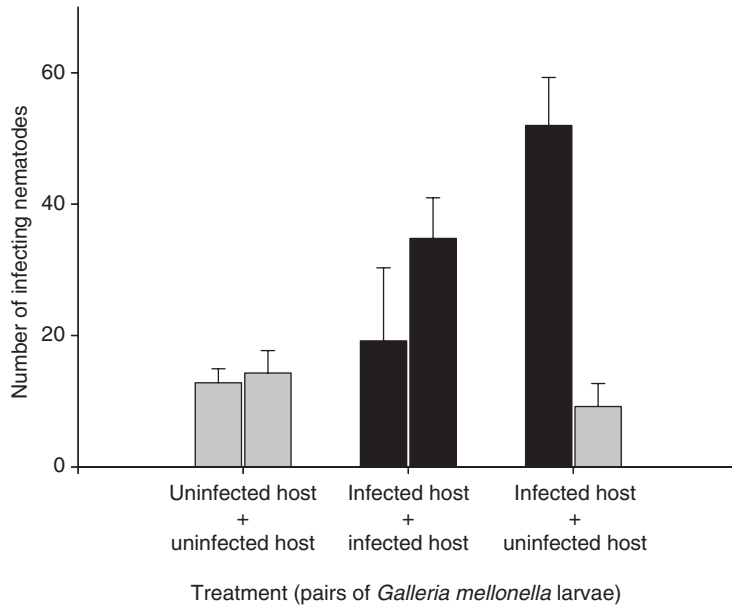 60
40
20
0
Number of infecting nematodes
Uninfected host
+
uninfected host
Infected host
+
infected host
Infected host
+
uninfected host
Treatment (pairs of Galleria mellonella larvae)